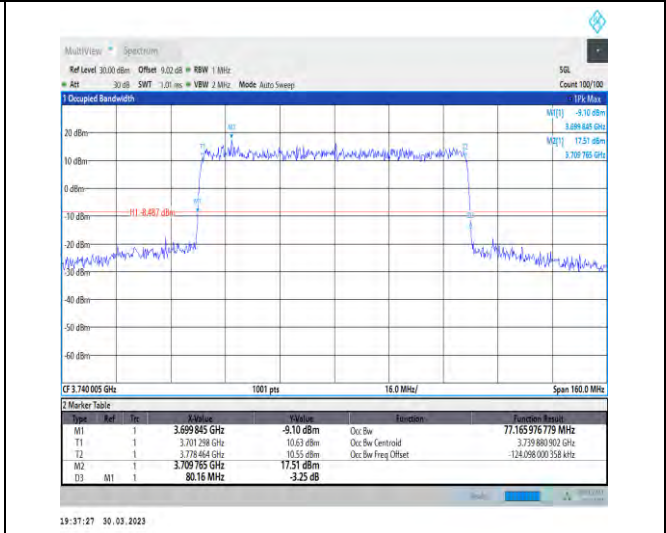 MultiView Spectrum
Ref Level 30.00 dBm Offset 9.02 dB RBW 1 MHz SGL
Att 30 dB SWT 1.01 ms VBW 2 MHz Mode Auto Sweep Count 100/100
1 Occupied Bandwidth 1Pk Max
M1[1] -9.10 dBm
3.699 845 GHz
M2[1] 17.51 dBm
3.709 765 GHz
20 dBm
10 dBm
0 dBm
-10 dBm
H1 -8.487 dBm
-20 dBm
-30 dBm
-40 dBm
-50 dBm
-60 dBm
M2
T1
T2
M1
D3
CF 3.740 005 GHz 1001 pts 16.0 MHz/ Span 160.0 MHz
2 Marker Table
Type Ref Trc X-Value Y-Value Function Function Result
M1 1 3.699 845 GHz -9.10 dBm Occ Bw 77.165 976 779 MHz
T1 1 3.701 298 GHz 10.63 dBm Occ Bw Centroid 3.739 880 902 GHz
T2 1 3.778 464 GHz 10.55 dBm Occ Bw Freq Offset -124.098 000 358 kHz
M2 1 3.709 765 GHz 17.51 dBm
D3 M1 1 80.16 MHz -3.25 dB
19:37:27 30.03.2023